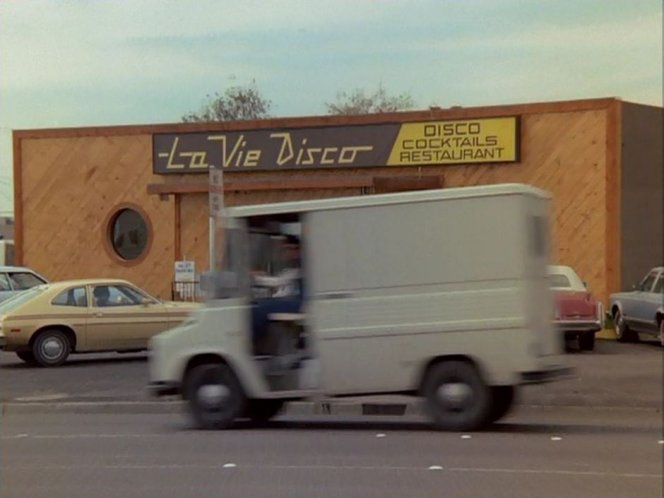 La Vie Disco
DISCO
COCKTAILS
RESTAURANT